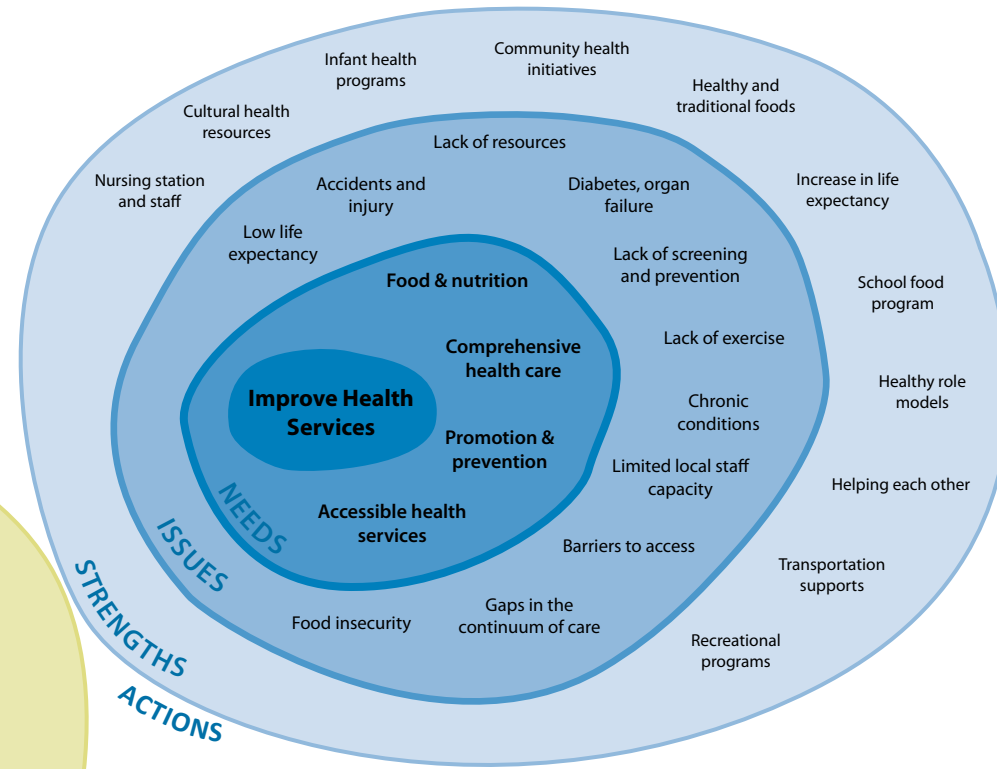 Community health
initiatives
Infant health
programs
Healthy and
traditional foods
Cultural health
resources
Nursing station
and staff
Increase in life
expectancy
School food
program
Healthy role
models
Helping each other
Transportation
supports
Recreational
programs
Lack of resources
Accidents and
injury
Diabetes, organ
failure
Low life
expectancy
Lack of screening
and prevention
Lack of exercise
Chronic
conditions
Limited local staff
capacity
Barriers to access
Gaps in the
continuum of care
Food insecurity
Food & nutrition
Comprehensive
health care
Promotion &
prevention
Accessible health
services
Improve Health
Services
NEEDS
ISSUES
STRENGTHS
ACTIONS